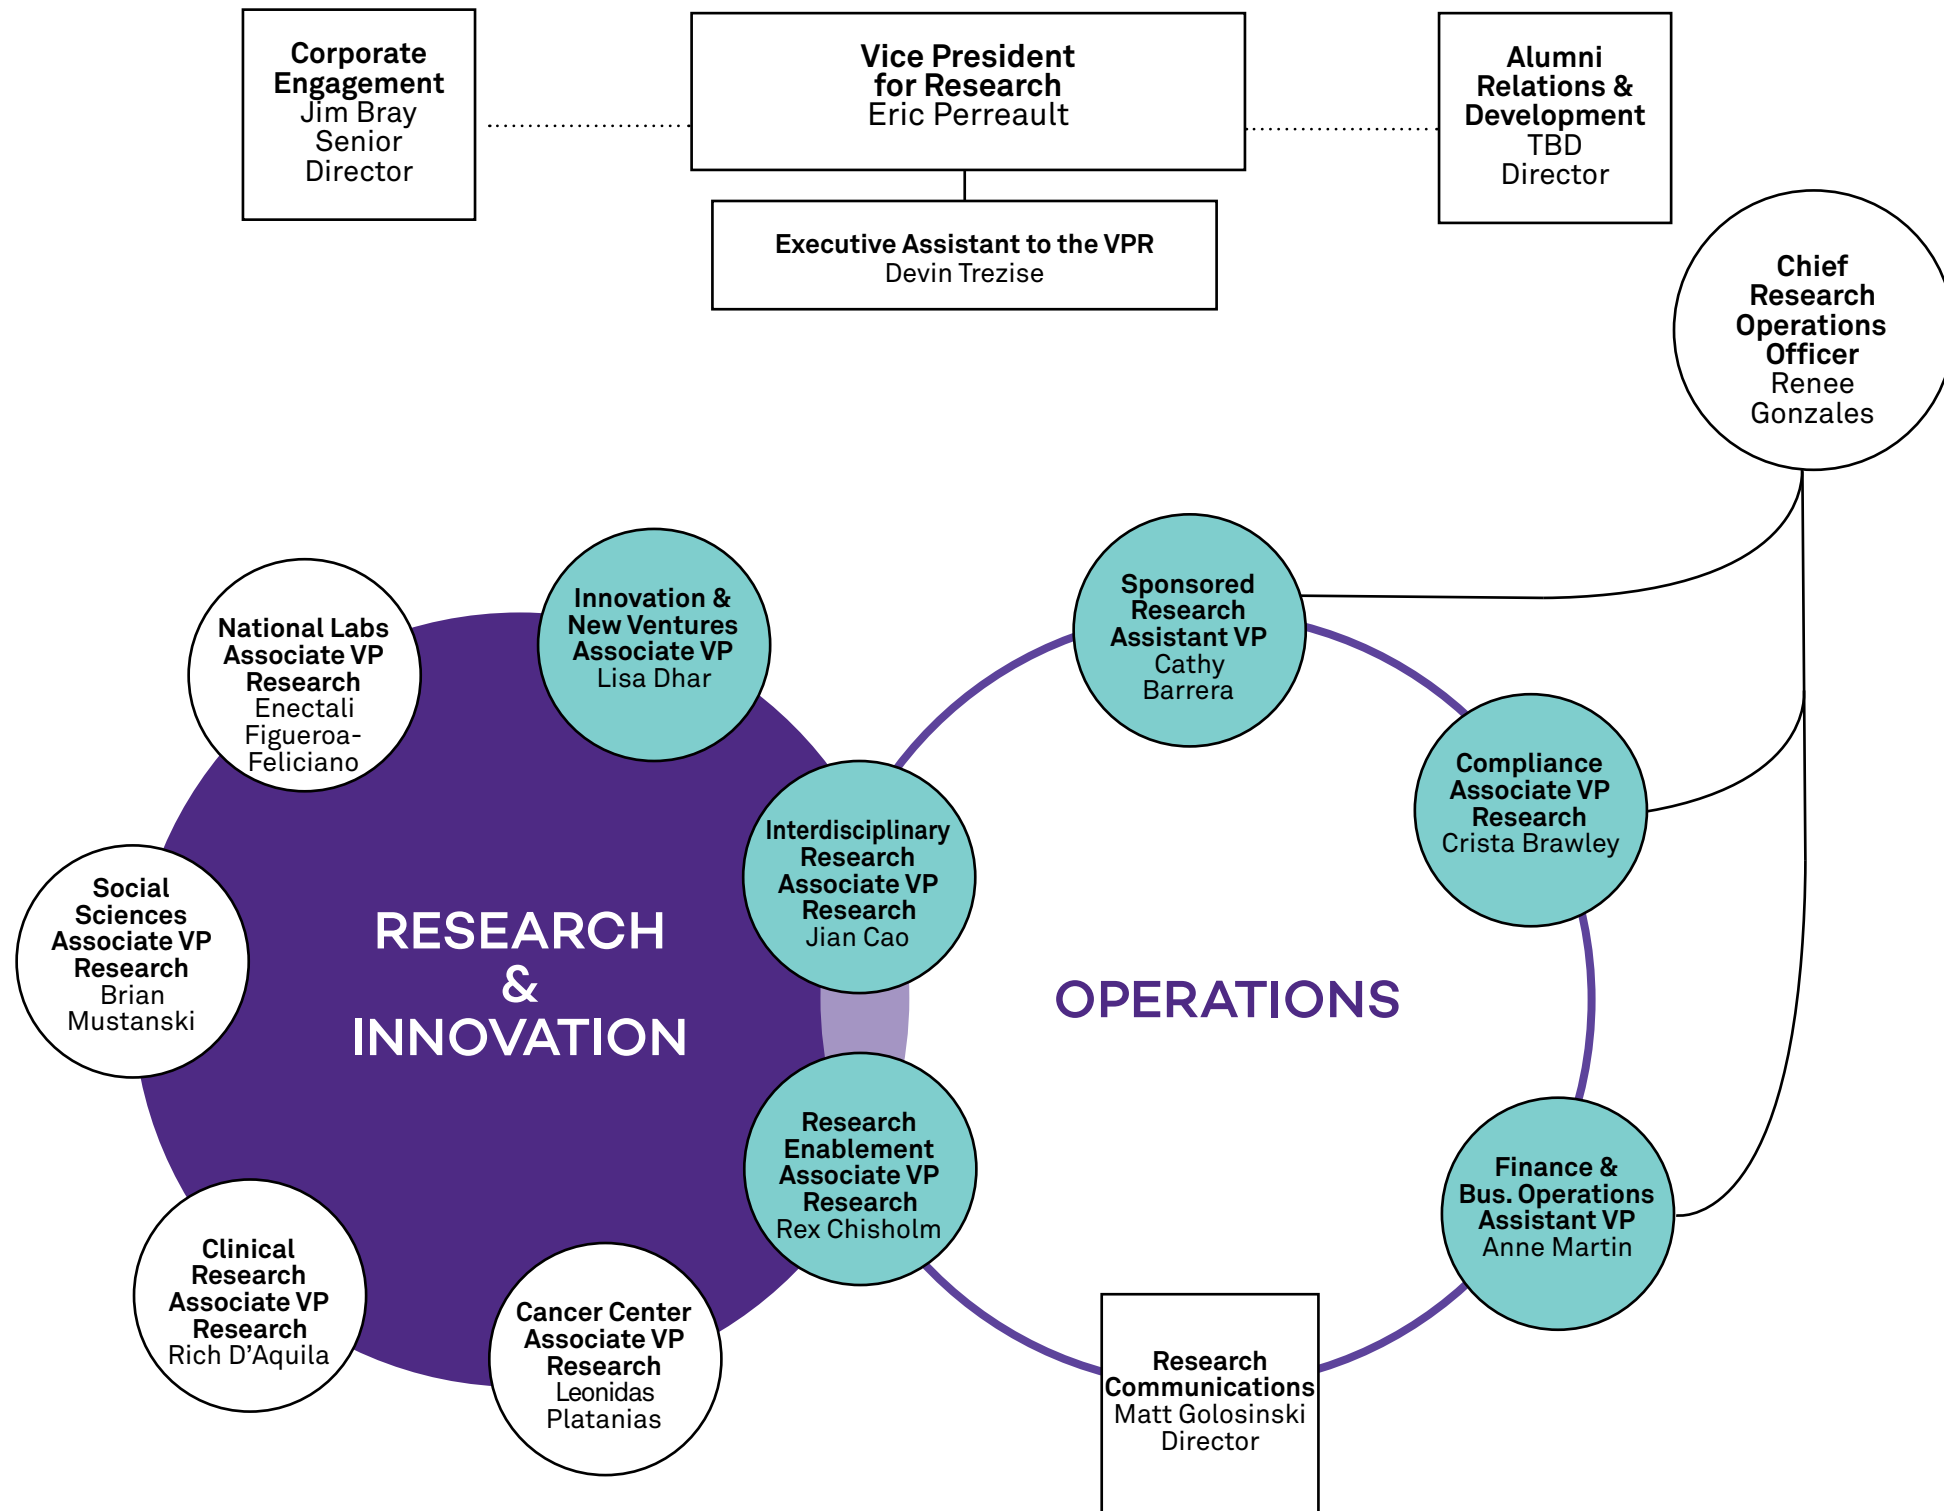 Corporate
Engagement
Jim Bray
Senior
Director
Vice President
for Research
Eric Perreault
Alumni
Relations &
Development
TBD
Director
Executive Assistant to the VPR
Devin Trezise
Chief
Research
Operations
Officer
Renee
Gonzales
National Labs
Associate VP
Research
Enectali
Figueroa-
Feliciano
Innovation &
New Ventures
Associate VP
Lisa Dhar
Sponsored
Research
Assistant VP
Cathy
Barrera
Compliance
Associate VP
Research
Crista Brawley
Interdisciplinary
Research
Associate VP
Research
Jian Cao
Social
Sciences
Associate VP
Research
Brian
Mustanski
RESEARCH
&
INNOVATION
OPERATIONS
Research
Enablement
Associate VP
Research
Rex Chisholm
Finance &
Bus. Operations
Assistant VP
Anne Martin
Clinical
Research
Associate VP
Research
Rich D’Aquila
Cancer Center
Associate VP
Research
Leonidas
Platanias
Research
Communications
Matt Golosinski
Director